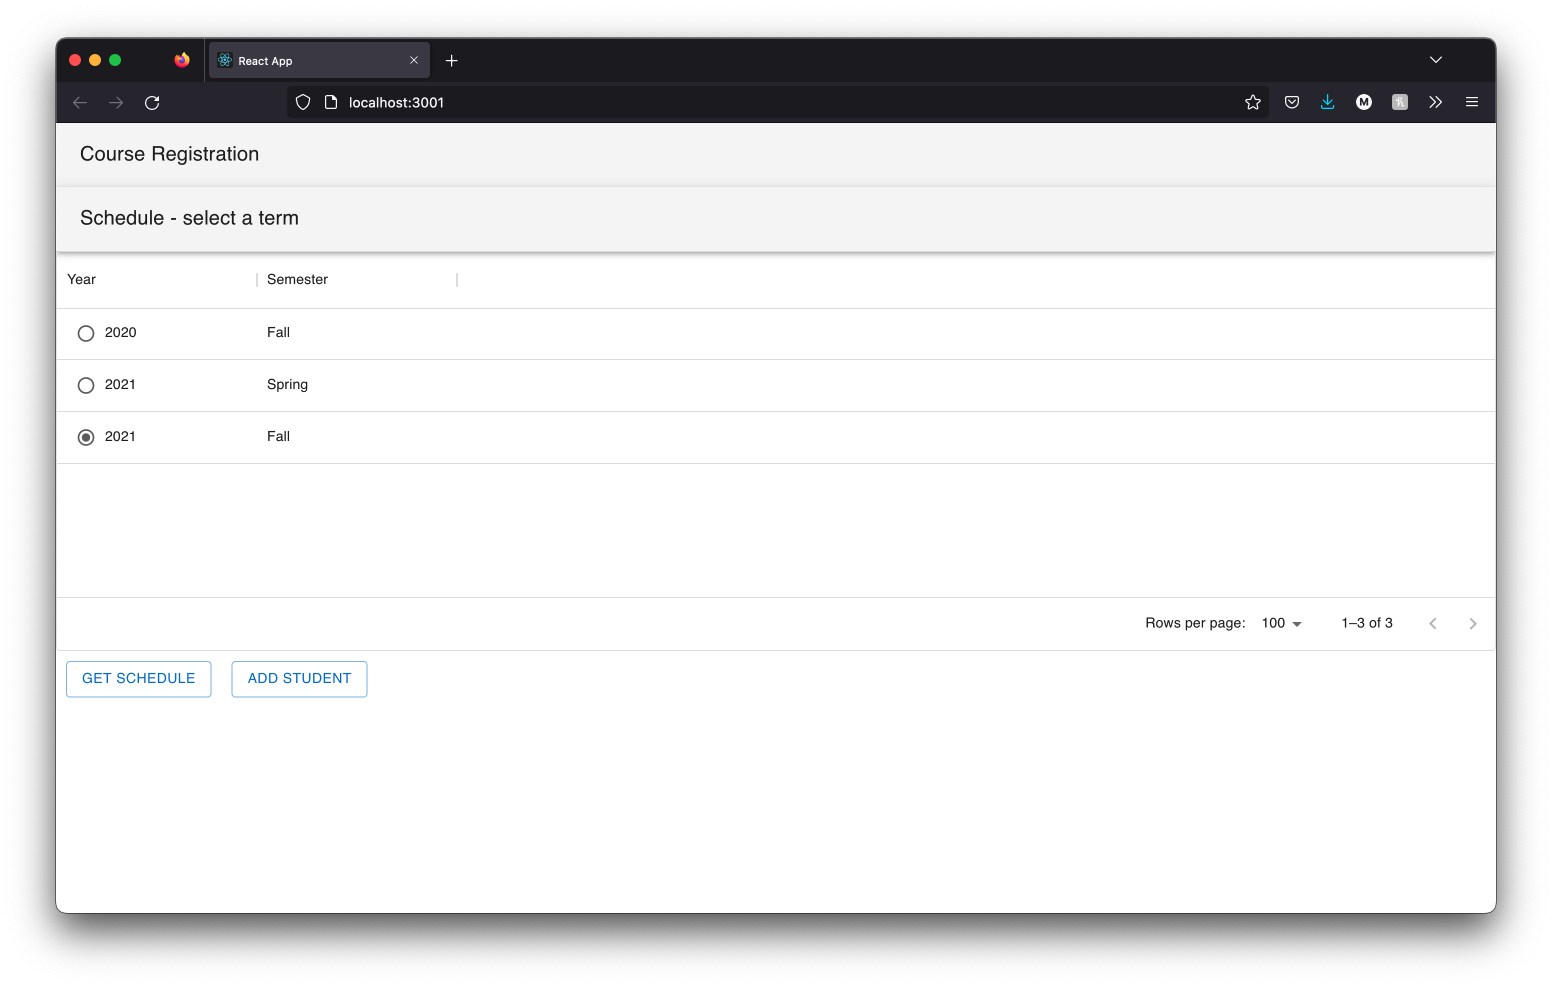 React App
localhost:3001
M
Course Registration
Schedule - select a term
Year Semester
2020 Fall
2021 Spring
2021 Fall
Rows per page: 100 1–3 of 3
GET SCHEDULE ADD STUDENT